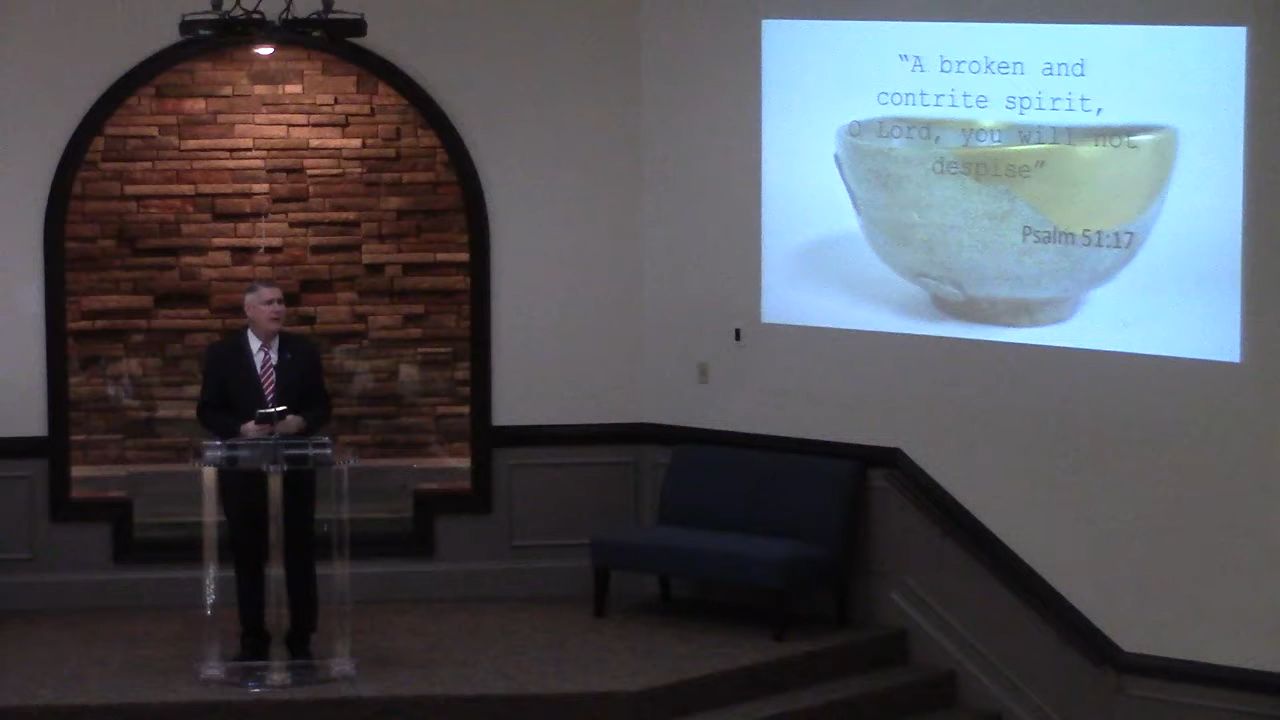 “A broken and
contrite spirit,
O Lord, you will not
despise”
Psalm 51:17